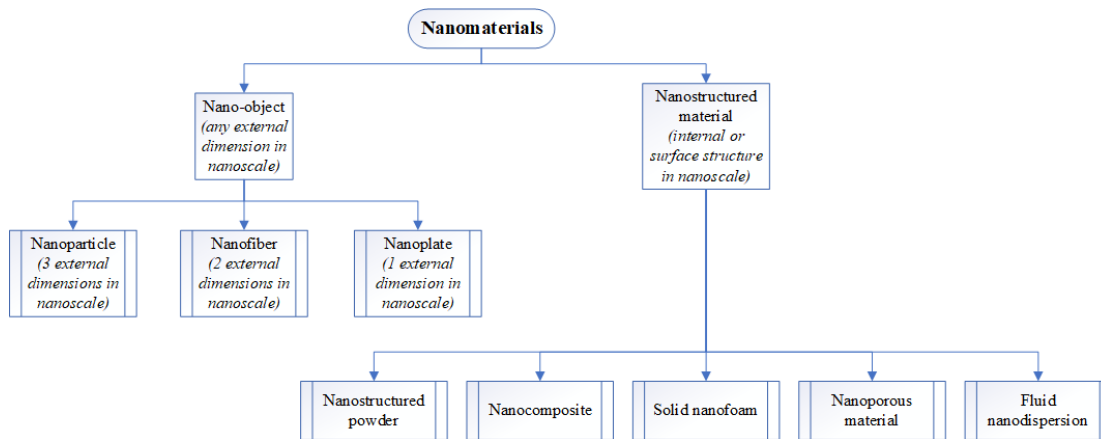 Nanomaterials
Nano-object
(any external
dimension in
nanoscale)
Nanostructured
material
(internal or
surface structure
in nanoscale)
Nanoparticle
(3 external
dimensions in
nanoscale)
Nanofiber
(2 external
dimensions in
nanoscale)
Nanoplate
(1 external
dimension in
nanoscale)
Nanostructured
powder
Nanocomposite
Solid nanofoam
Nanoporous
material
Fluid
nanodispersion